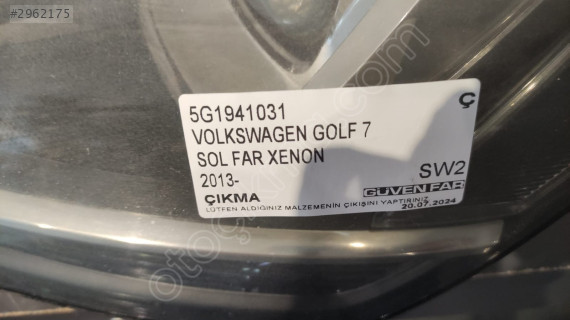 #2962175
5G1941031
Ç
VOLKSWAGEN GOLF 7
SOL FAR XENON
2013-
SW2
ÇIKMA
GÜVEN FAR
LÜTFEN ALDIĞINIZ MALZEMENİN ÇIKIŞINI YAPTIRINIZ
20.07.2024